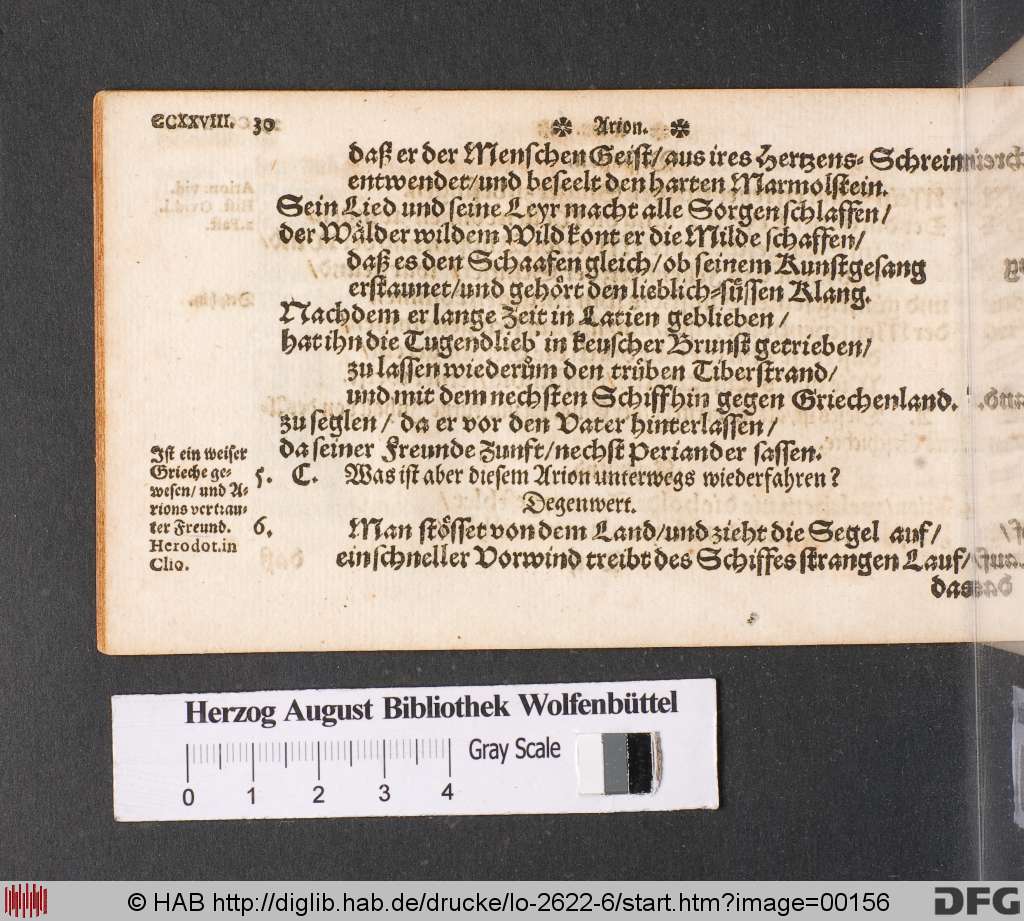 CCXXVIII. 30 ✽ Arion. ✽
daß er der Menschen Geist/aus ires Hertzens-Schrein
entwendet/und beseelt den harten Marmolstein.
Sein Lied und seine Leyr macht alle Sorgen schlaffen/
der Wälder wildem Wild kont er die Milde schaffen/
daß es den Schaafen gleich/ob seinem Kunstgesang
erstaunet/und gehört den lieblich-süssen Klang.
Nachdem er lange Zeit in Latien geblieben/
hat ihn die Tugendlieb' in keuscher Brunst getrieben/
zu lassen wiederům den trüben Tiberstrand/
und mit dem nechsten Schiff hin gegen Griechenland.
zu seglen/ da er vor den Vater hinterlassen/
da seiner Freunde Zunft/nechst Periander sassen.
Ist ein weiser
Grieche ge-
wesen/ und A-
rions vertrau-
ter Freund.
Herodot.in
Clio.
5. C. Was ist aber diesem Arion unterwegs wiederfahren?
Degenwert.
6. Man stösset von dem Land/und zieht die Segel auf/
ein schneller Vorwind treibt des Schiffes strangen Lauf/
das
Herzog August Bibliothek Wolfenbüttel
Gray Scale
0 1 2 3 4
© HAB http://diglib.hab.de/drucke/lo-2622-6/start.htm?image=00156
DFG